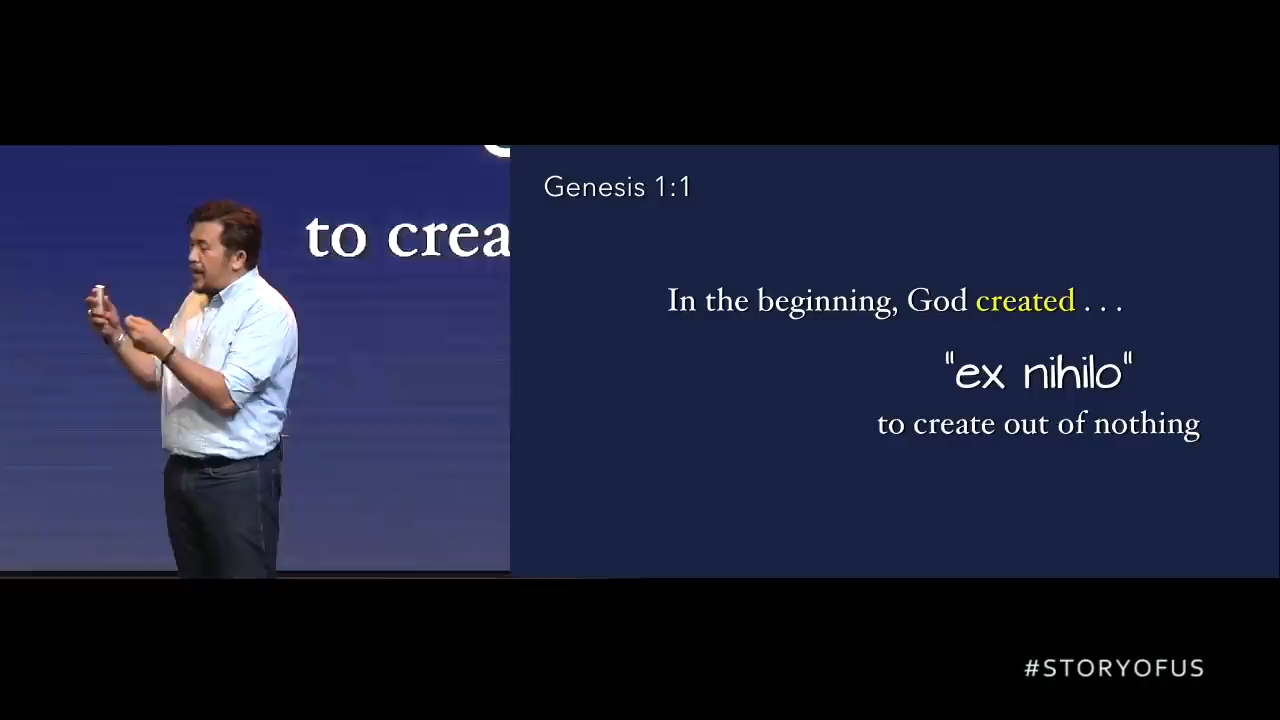 to crea
Genesis 1:1
In the beginning, God created . . .
"ex nihilo"
to create out of nothing
#STORYOFUS